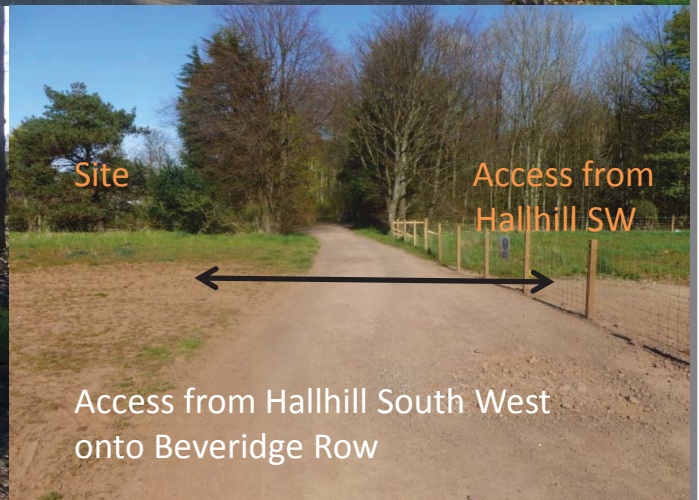 Site
Access from
Hallhill SW
Access from Hallhill South West
onto Beveridge Row